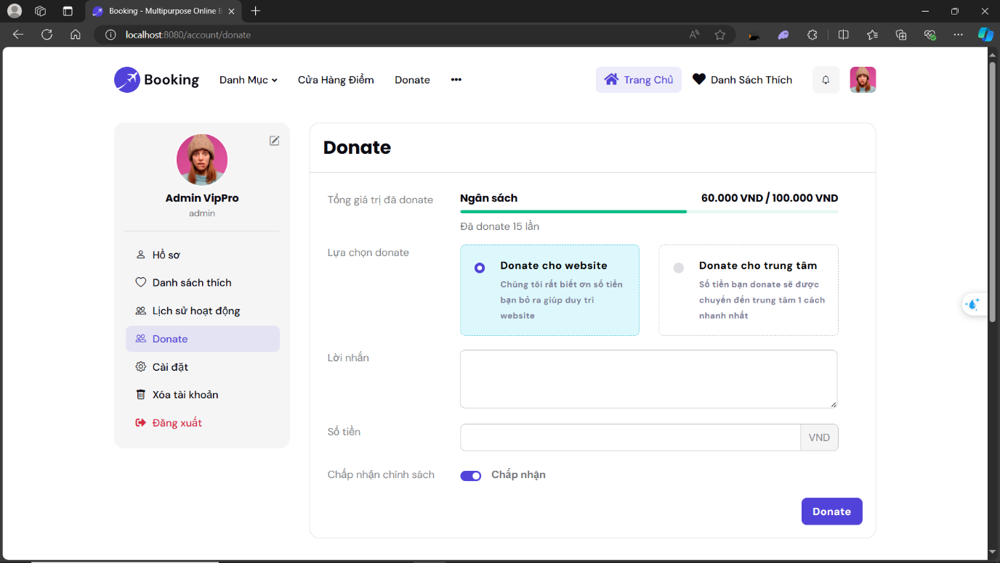 Booking - Multipurpose Online B
localhost:8080/account/donate
Booking
Danh Mục
Cửa Hàng Điểm
Donate
Trang Chủ
Danh Sách Thích
Admin VipPro
admin
Hồ sơ
Danh sách thích
Lịch sử hoạt động
Donate
Cài đặt
Xóa tài khoản
Đăng xuất
Donate
Tổng giá trị đã donate
Ngân sách
60.000 VND / 100.000 VND
Đã donate 15 lần
Lựa chọn donate
Donate cho website
Chúng tôi rất biết ơn số tiền
bạn bỏ ra giúp duy trì
website
Donate cho trung tâm
Số tiền bạn donate sẽ được
chuyển đến trung tâm 1 cách
nhanh nhất
Lời nhắn
Số tiền
VND
Chấp nhận chính sách
Chấp nhận
Donate